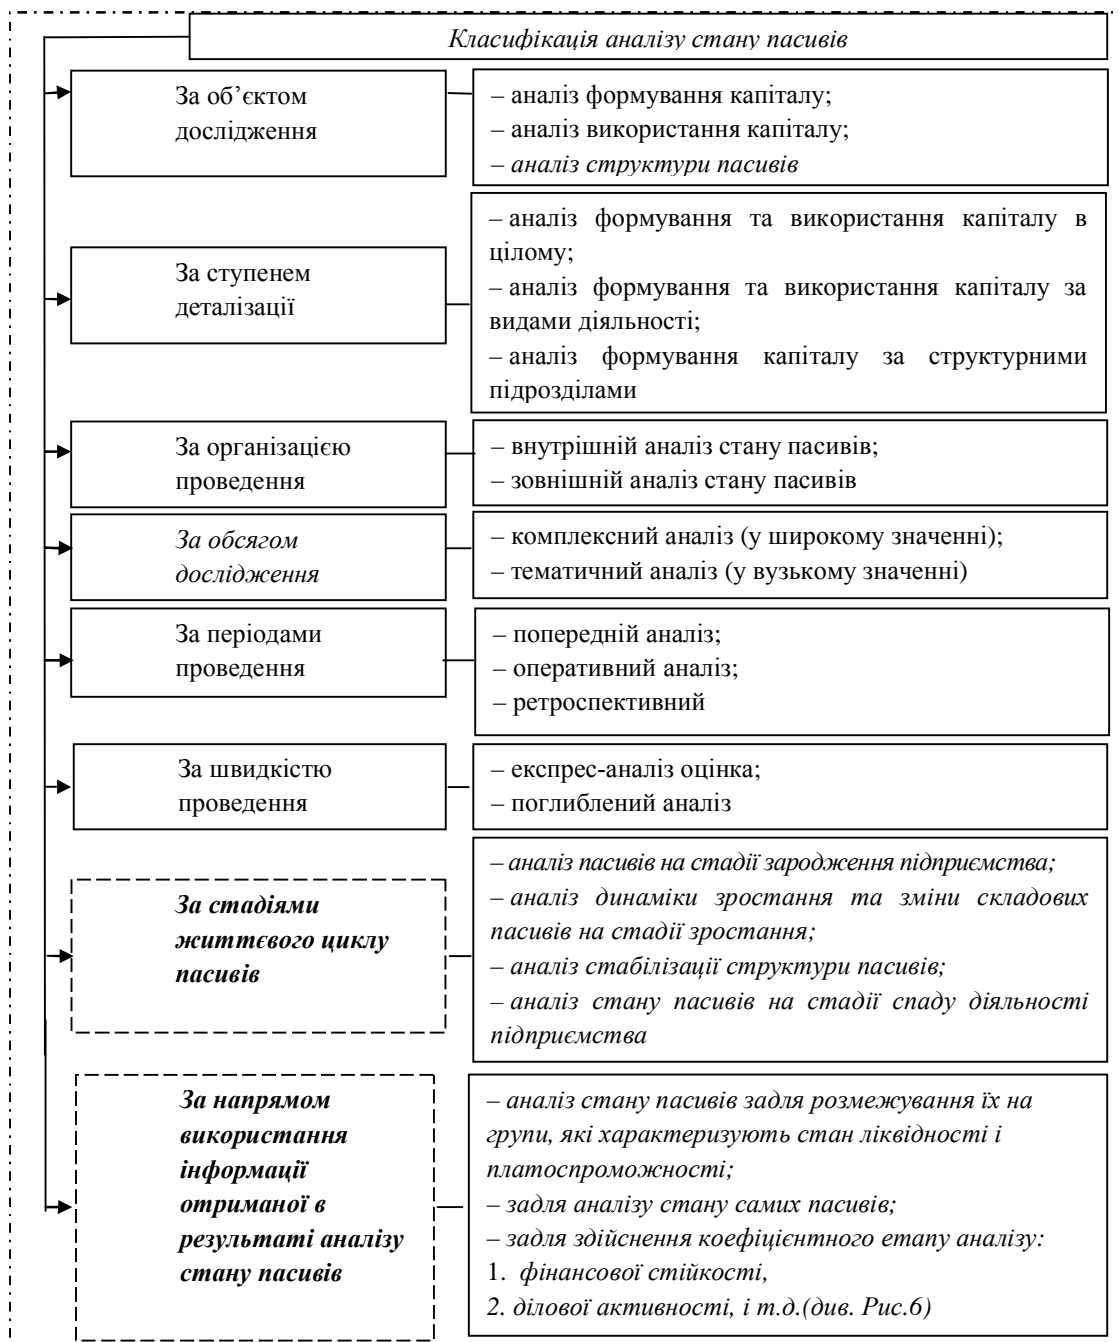 Класифікація аналізу стану пасивів
За об’єктом
дослідження
– аналіз формування капіталу;
– аналіз використання капіталу;
– аналіз структури пасивів
За ступенем
деталізації
– аналіз формування та використання капіталу в
цілому;
– аналіз формування та використання капіталу за
видами діяльності;
– аналіз формування капіталу за структурними
підрозділами
За організацією
проведення
– внутрішній аналіз стану пасивів;
– зовнішній аналіз стану пасивів
За обсягом
дослідження
– комплексний аналіз (у широкому значенні);
– тематичний аналіз (у вузькому значенні)
За періодами
проведення
– попередній аналіз;
– оперативний аналіз;
– ретроспективний
За швидкістю
проведення
– експрес-аналіз оцінка;
– поглиблений аналіз
За стадіями
життєвого циклу
пасивів
– аналіз пасивів на стадії зародження підприємства;
– аналіз динаміки зростання та зміни складових
пасивів на стадії зростання;
– аналіз стабілізації структури пасивів;
– аналіз стану пасивів на стадії спаду діяльності
підприємства
За напрямом
використання
інформації
отриманої в
результаті аналізу
стану пасивів
– аналіз стану пасивів задля розмежування їх на
групи, які характеризують стан ліквідності і
платоспроможності;
– задля аналізу стану самих пасивів;
– задля здійснення коефіцієнтного етапу аналізу:
1. фінансової стійкості,
2. ділової активності, і т.д.(див. Рис.6)